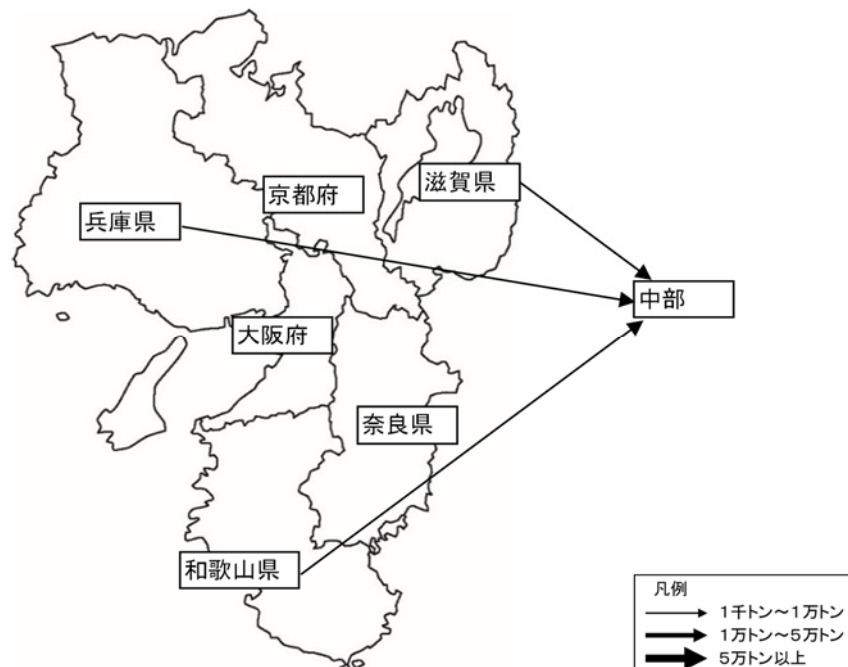 滋賀県
京都府
兵庫県
中部
大阪府
奈良県
和歌山県
凡例
1千トン～1万トン
1万トン～5万トン
5万トン以上